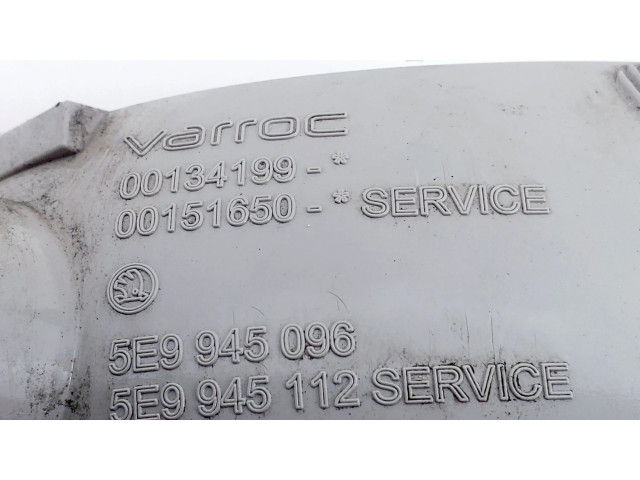 varroc
00134199-*
00151650-* SERVICE
5E9 945 096
5E9 945 112 SERVICE